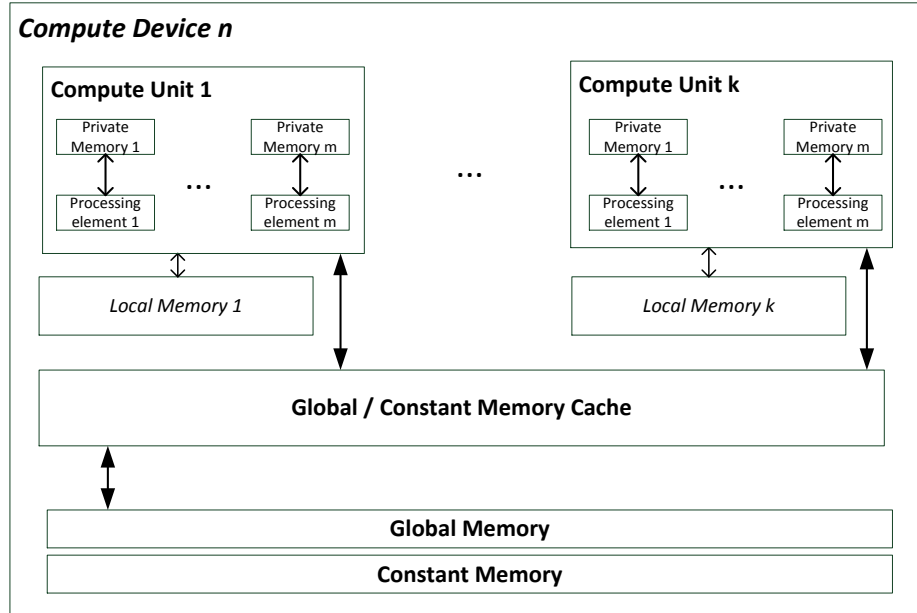 Compute Device n
Compute Unit 1
Private
Memory 1
Private
Memory m
...
Processing
element 1
Processing
element m
Local Memory 1
...
Compute Unit k
Private
Memory 1
Private
Memory m
...
Processing
element 1
Processing
element m
Local Memory k
Global / Constant Memory Cache
Global Memory
Constant Memory